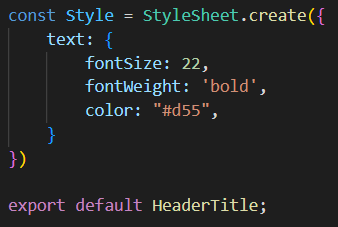 const Style = StyleSheet.create({
    text: {
        fontSize: 22,
        fontWeight: 'bold',
        color: "#d55",
    }
})

export default HeaderTitle;